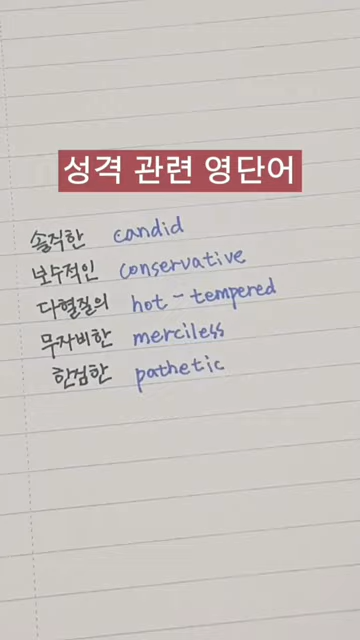 성격 관련 영단어
솔직한 candid
보수적인 conservative
다혈질의 hot-tempered
무자비한 merciless
한검한 pathetic